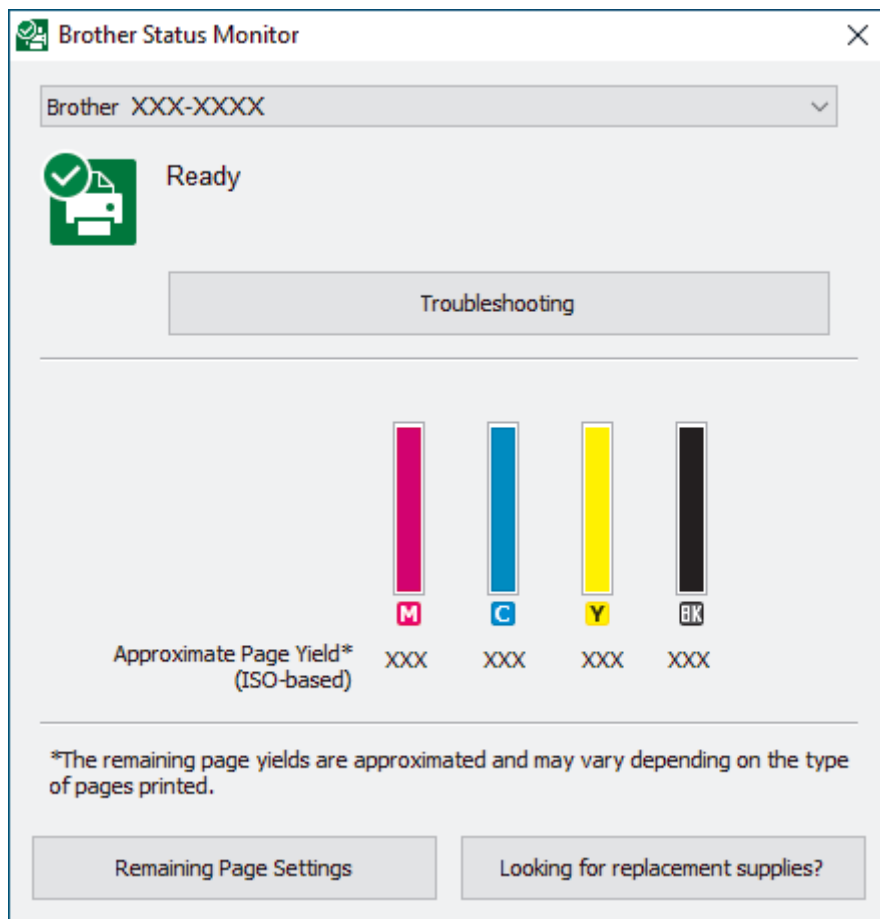 Brother Status Monitor
Brother XXX-XXXX
Ready
Troubleshooting
M C Y BK
Approximate Page Yield* XXX XXX XXX XXX
(ISO-based)
*The remaining page yields are approximated and may vary depending on the type
of pages printed.
Remaining Page Settings Looking for replacement supplies?